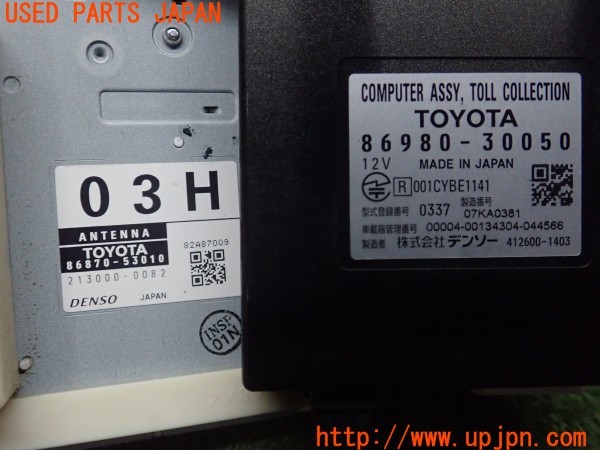 USED PARTS JAPAN
03H
ANTENNA
TOYOTA
86870-53010
213000-0082
82A87009
DENSO JAPAN
INSP
01N
COMPUTER ASSY, TOLL COLLECTION
TOYOTA
86980-30050
12V MADE IN JAPAN
R 001CYBE1141
型式登録番号 0337 製造番号 07KA0381
車載器管理番号 00004-00134304-044566
製造者 株式会社デンソー 412600-1403
http://www.upjpn.com/